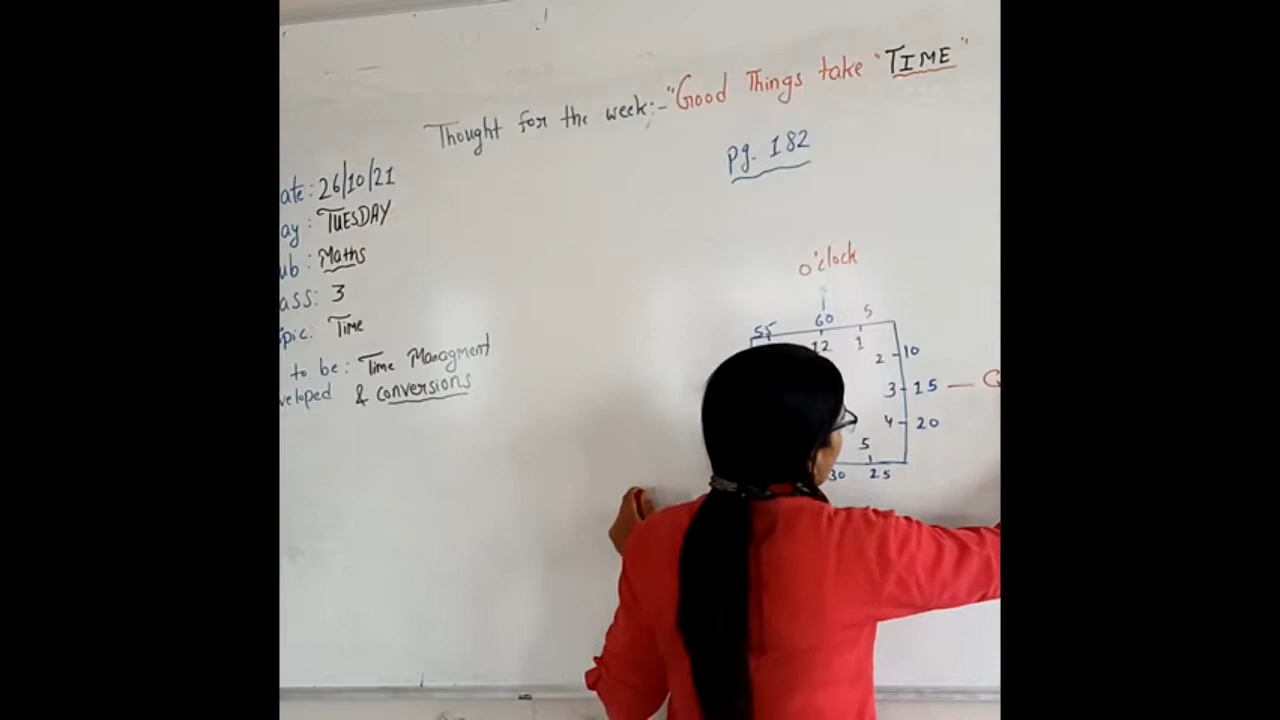 Thought for the week:- "Good Things take "TIME"
Pg. 182
ate: 26/10/21
ay: TUESDAY
ub: Maths
ass: 3
pic: Time
to be: Time Managment
veloped & conversions
o'clock
55 60 5
12 1
2 10
3 15 —
4 20
5
30 25